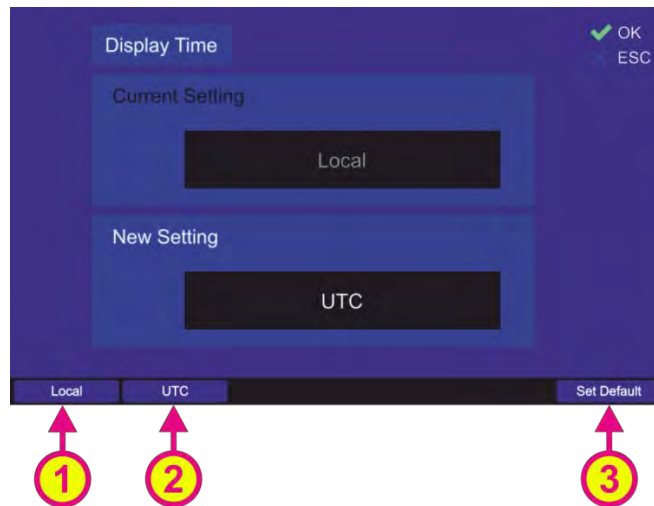 Display Time
OK
ESC
Current Setting
Local
New Setting
UTC
Local
UTC
Set Default
1
2
3